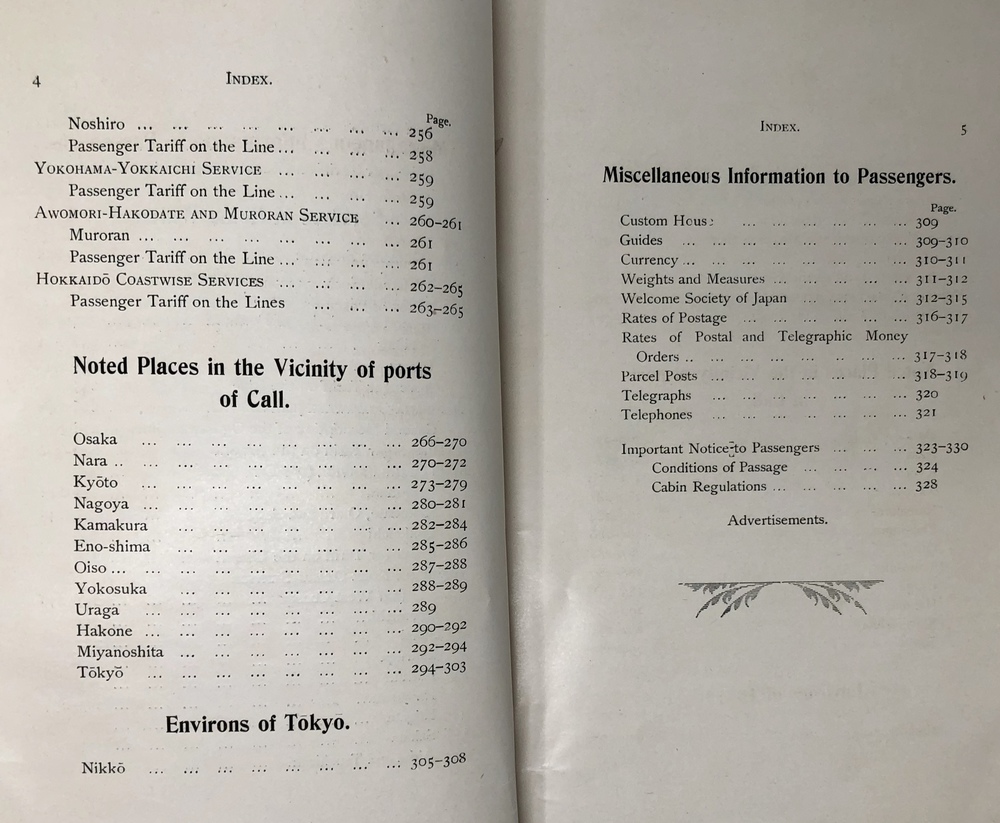 4 INDEX.
Page.
Noshiro ... ... ... ... ... ... ... ... 256
Passenger Tariff on the Line ... ... ... ... ... 258
YOKOHAMA-YOKKAICHI SERVICE ... ... ... ... 259
Passenger Tariff on the Line ... ... ... ... ... 259
AWOMORI-HAKODATE AND MURORAN SERVICE ... 260–261
Muroran ... ... ... ... ... ... ... ... 261
Passenger Tariff on the Line ... ... ... ... ... 261
HOKKAIDŌ COASTWISE SERVICES ... ... ... ... 262–265
Passenger Tariff on the Lines ... ... ... 263–265
Noted Places in the Vicinity of ports
of Call.
Osaka ... ... ... ... ... ... ... ... 266–270
Nara .. ... ... ... ... ... ... ... ... 270–272
Kyōto ... ... ... ... ... ... ... ... 273–279
Nagoya ... ... ... ... ... ... ... ... 280–281
Kamakura ... ... ... ... ... ... ... 282–284
Eno-shima ... ... ... ... ... ... ... 285–286
Oiso ... ... ... ... ... ... ... ... ... 287–288
Yokosuka ... ... ... ... ... ... ... 288–289
Uraga ... ... ... ... ... ... ... ... 289
Hakone ... ... ... ... ... ... ... ... 290–292
Miyanoshita ... ... ... ... ... ... ... 292–294
Tōkyō ... ... ... ... ... ... ... ... 294–303
Environs of Tōkyō.
Nikkō ... ... ... ... ... ... ... ... 305–308
INDEX. 5
Miscellaneous Information to Passengers.
Page.
Custom House ... ... ... ... ... ... 309
Guides ... ... ... ... ... ... ... ... 309–310
Currency ... ... ... ... ... ... ... ... 310–311
Weights and Measures ... ... ... ... ... 311–312
Welcome Society of Japan ... ... ... ... 312–315
Rates of Postage ... ... ... ... ... ... 316–317
Rates of Postal and Telegraphic Money
Orders .. ... ... ... ... .. ... ... 317–318
Parcel Posts ... ... ... ... ... ... ... 318–319
Telegraphs ... ... ... ... ... ... ... 320
Telephones ... ... ... ... ... ... ... 321
Important Notice to Passengers ... ... ... 323–330
Conditions of Passage ... ... ... ... 324
Cabin Regulations ... ... ... ... ... 328
Advertisements.